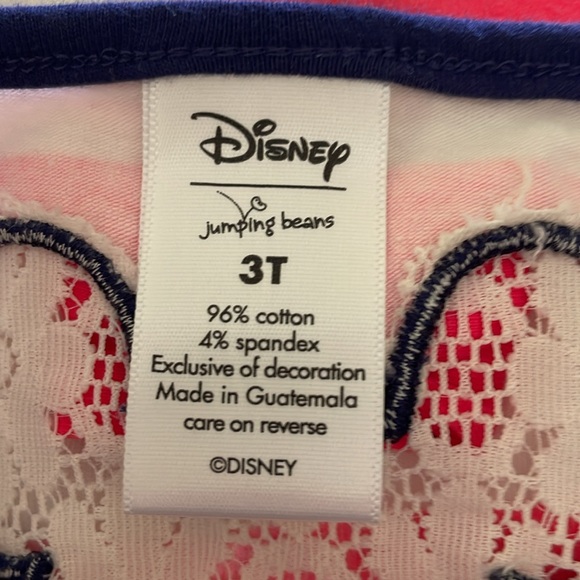 Disney
jumping beans
3T
96% cotton
4% spandex
Exclusive of decoration
Made in Guatemala
care on reverse
©DISNEY